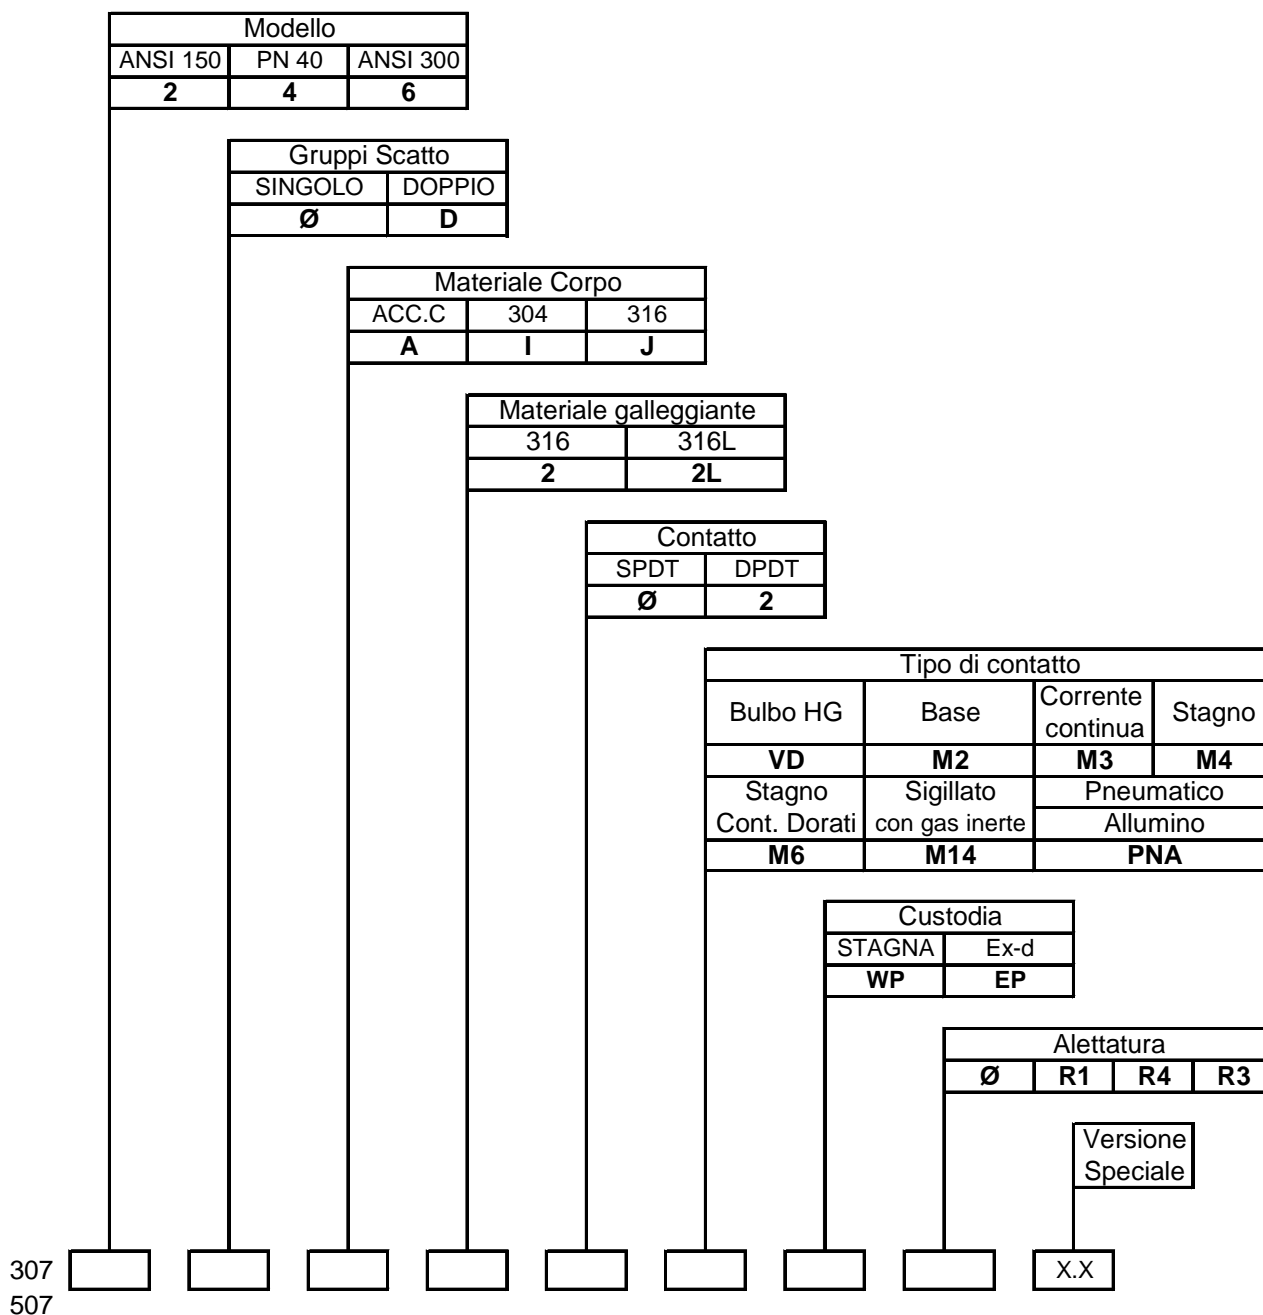 Modello
ANSI 150 PN 40 ANSI 300
2 4 6
Gruppi Scatto
SINGOLO DOPPIO
Ø D
Materiale Corpo
ACC.C 304 316
A I J
Materiale galleggiante
316 316L
2 2L
Contatto
SPDT DPDT
Ø 2
Tipo di contatto
Bulbo HG Base Corrente continua Stagno
VD M2 M3 M4
Stagno Sigillato Pneumatico
Cont. Dorati con gas inerte Allumino
M6 M14 PNA
Custodia
STAGNA Ex-d
WP EP
Alettatura
Ø R1 R4 R3
Versione
Speciale
307 X.X
507